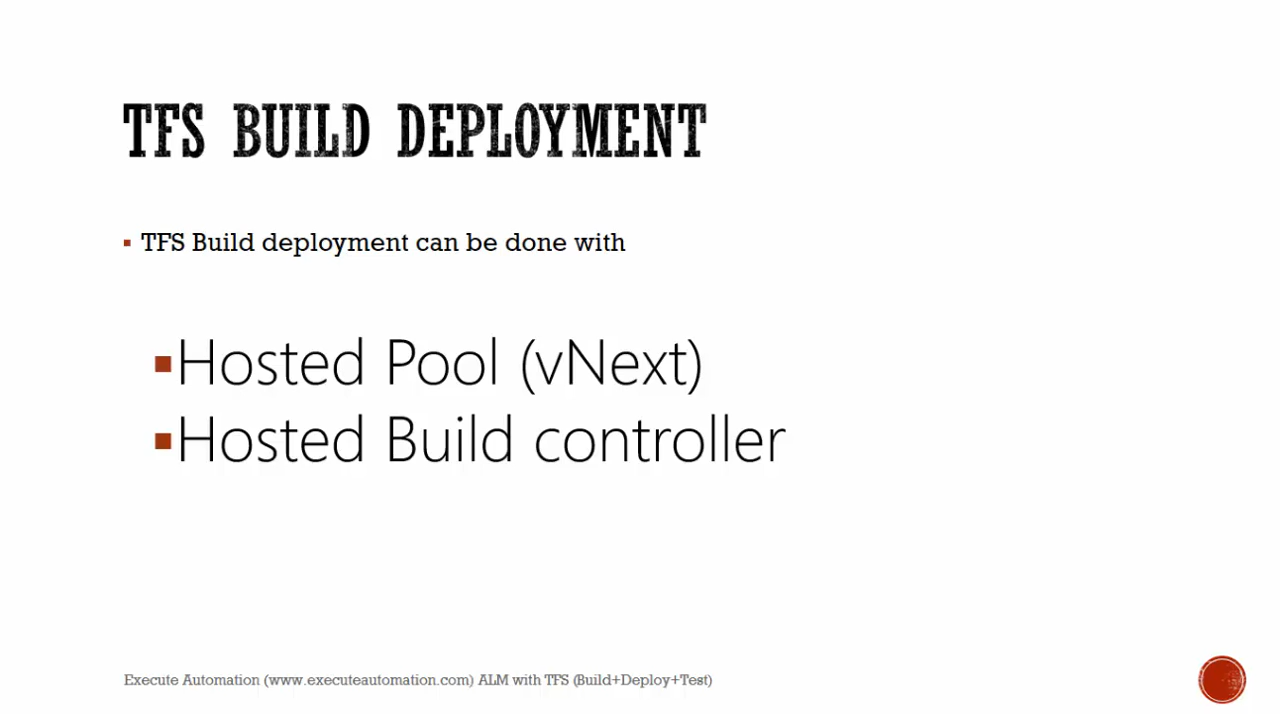 TFS BUILD DEPLOYMENT
TFS Build deployment can be done with
Hosted Pool (vNext)
Hosted Build controller
Execute Automation (www.executeautomation.com) ALM with TFS (Build+Deploy+Test)